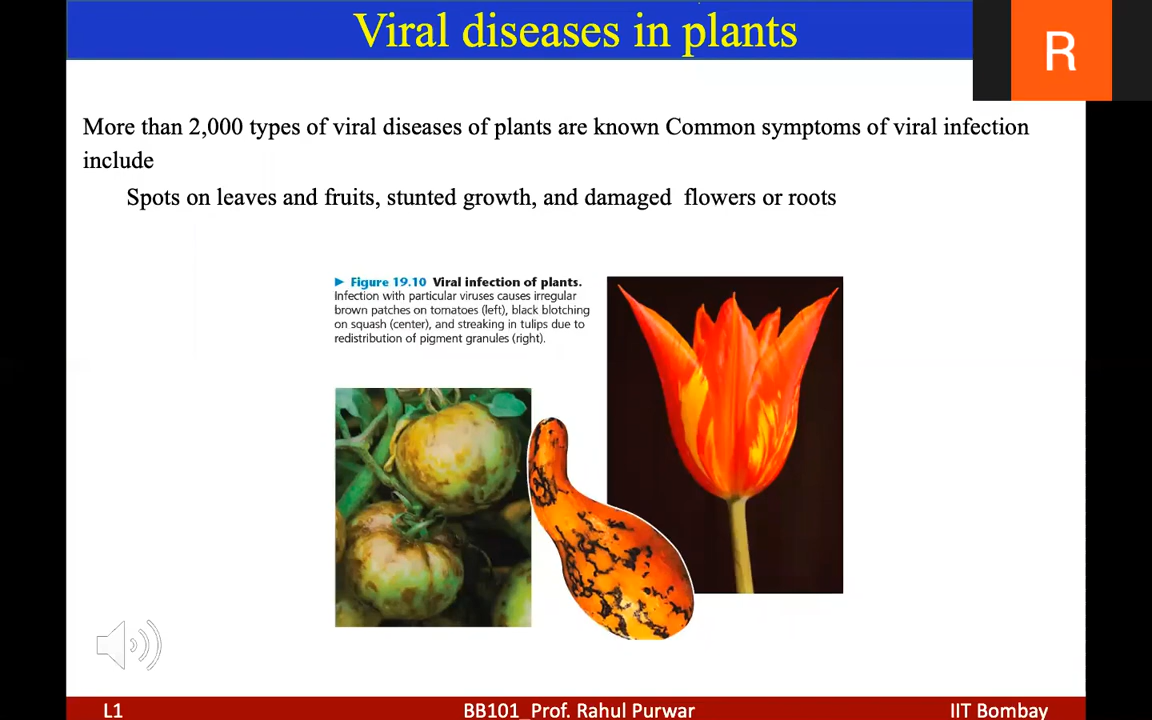 Viral diseases in plants
R
More than 2,000 types of viral diseases of plants are known Common symptoms of viral infection
include
Spots on leaves and fruits, stunted growth, and damaged flowers or roots
► Figure 19.10 Viral infection of plants.
Infection with particular viruses causes irregular
brown patches on tomatoes (left), black blotching
on squash (center), and streaking in tulips due to
redistribution of pigment granules (right).
L1
BB101_Prof. Rahul Purwar
IIT Bombay